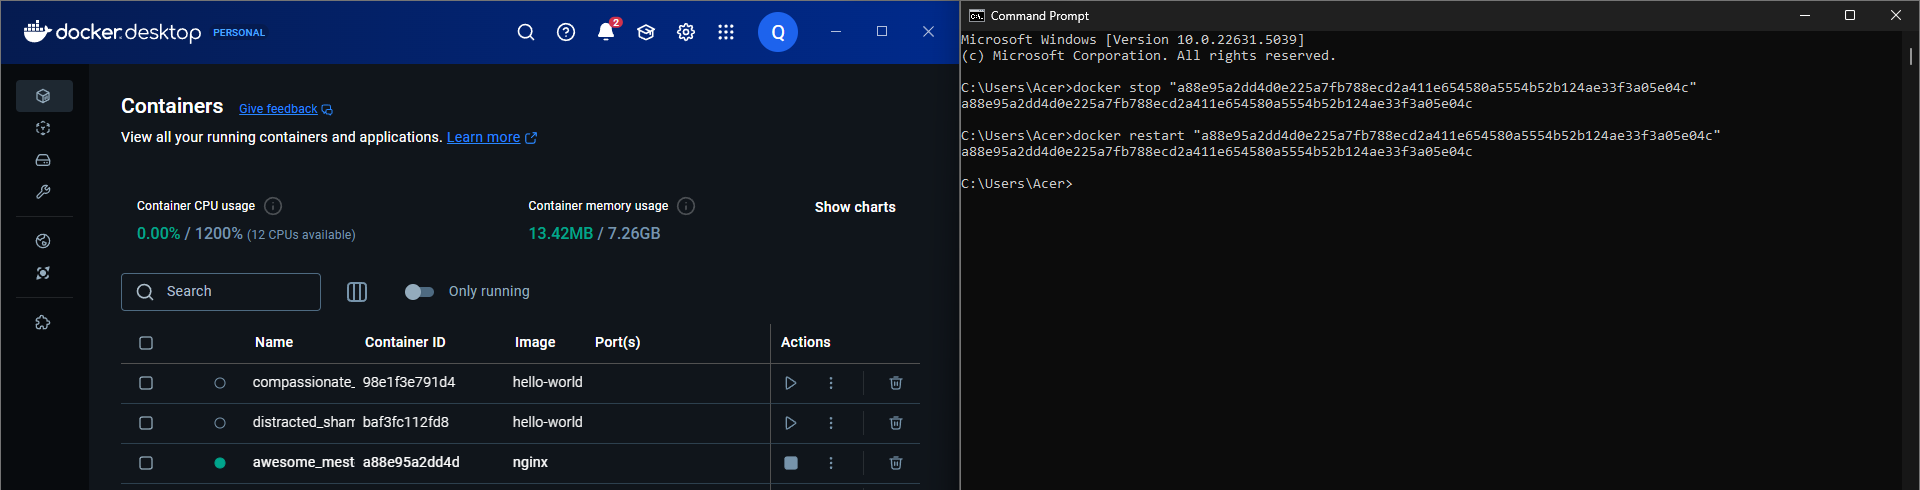 docker.desktop PERSONAL
2
Q
Containers Give feedback
View all your running containers and applications. Learn more
Container CPU usage
0.00% / 1200% (12 CPUs available)
Container memory usage
13.42MB / 7.26GB
Show charts
Search
Only running
Name Container ID Image Port(s) Actions
compassionate_ 98e1f3e791d4 hello-world
distracted_sham baf3fc112fd8 hello-world
awesome_mest a88e95a2dd4d nginx
Command Prompt
Microsoft Windows [Version 10.0.22631.5039]
(c) Microsoft Corporation. All rights reserved.
C:\Users\Acer>docker stop "a88e95a2dd4d0e225a7fb788ecd2a411e654580a5554b52b124ae33f3a05e04c"
a88e95a2dd4d0e225a7fb788ecd2a411e654580a5554b52b124ae33f3a05e04c
C:\Users\Acer>docker restart "a88e95a2dd4d0e225a7fb788ecd2a411e654580a5554b52b124ae33f3a05e04c"
a88e95a2dd4d0e225a7fb788ecd2a411e654580a5554b52b124ae33f3a05e04c
C:\Users\Acer>